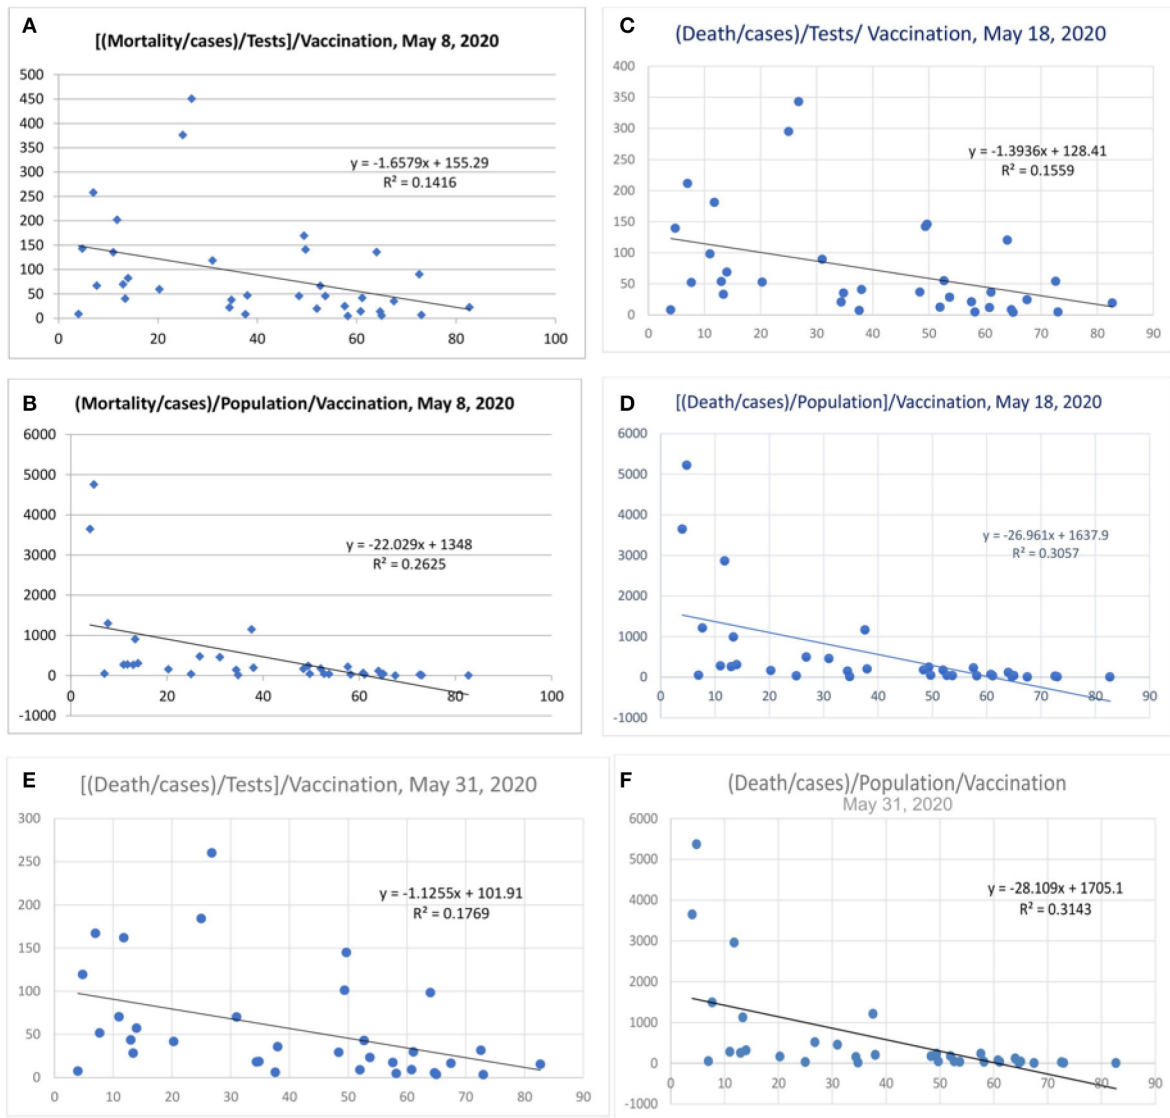 A
[(Mortality/cases)/Tests]/Vaccination, May 8, 2020
500
450
400
350
300
250
200
150
100
50
0
y = -1.6579x + 155.29
R² = 0.1416
0 20 40 60 80 100
C
(Death/cases)/Tests/ Vaccination, May 18, 2020
400
350
300
250
200
150
100
50
0
y = -1.3936x + 128.41
R² = 0.1559
0 10 20 30 40 50 60 70 80 90
B
(Mortality/cases)/Population/Vaccination, May 8, 2020
6000
5000
4000
3000
2000
1000
0
-1000
y = -22.029x + 1348
R² = 0.2625
0 20 40 60 80 100
D
[(Death/cases)/Population]/Vaccination, May 18, 2020
6000
5000
4000
3000
2000
1000
0
-1000
y = -26.961x + 1637.9
R² = 0.3057
0 10 20 30 40 50 60 70 80 90
E
[(Death/cases)/Tests]/Vaccination, May 31, 2020
300
250
200
150
100
50
0
y = -1.1255x + 101.91
R² = 0.1769
0 10 20 30 40 50 60 70 80 90
F
(Death/cases)/Population/Vaccination
May 31, 2020
6000
5000
4000
3000
2000
1000
0
-1000
y = -28.109x + 1705.1
R² = 0.3143
0 10 20 30 40 50 60 70 80 90